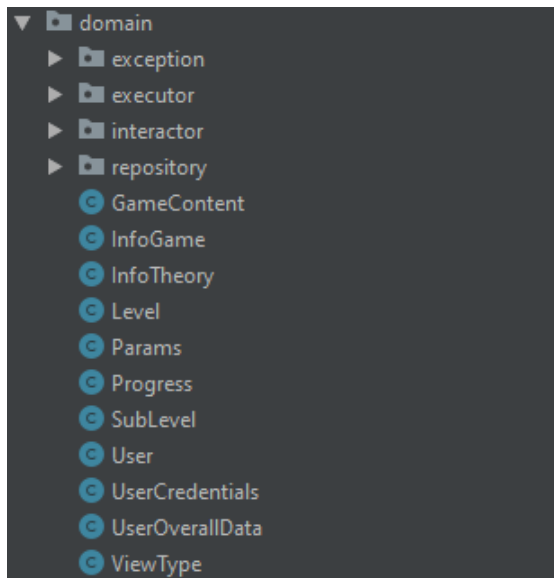 domain
exception
executor
interactor
repository
C GameContent
C InfoGame
C InfoTheory
C Level
C Params
C Progress
C SubLevel
C User
C UserCredentials
C UserOverallData
C ViewType